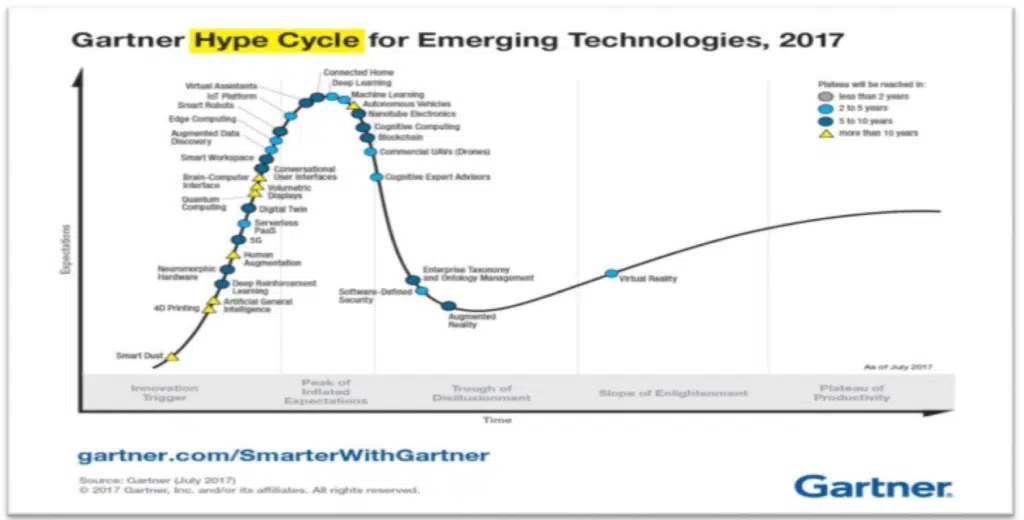 Gartner Hype Cycle for Emerging Technologies, 2017
Connected Home
Virtual Assistants
Deep Learning
IoT Platform
Machine Learning
Smart Robots
Autonomous Vehicles
Nanotube Electronics
Edge Computing
Cognitive Computing
Augmented Data
Discovery
Blockchain
Commercial UAVs (Drones)
Smart Workspace
Conversational
User Interfaces
Brain-Computer
Interface
Cognitive Expert Advisors
Volumetric
Displays
Quantum
Computing
Digital Twin
Serverless
PaaS
5G
Human
Augmentation
Neuromorphic
Hardware
Deep Reinforcement
Learning
Artificial General
Intelligence
4D Printing
Smart Dust
Enterprise Taxonomy
and Ontology Management
Software-Defined
Security
Augmented
Reality
Virtual Reality
Plateau will be reached in:
less than 2 years
2 to 5 years
5 to 10 years
more than 10 years
Expectations
As of July 2017
Innovation
Trigger
Peak of
Inflated
Expectations
Trough of
Disillusionment
Slope of Enlightenment
Plateau of
Productivity
Time
gartner.com/SmarterWithGartner
Source: Gartner (July 2017)
© 2017 Gartner, Inc. and/or its affiliates. All rights reserved.
Gartner.